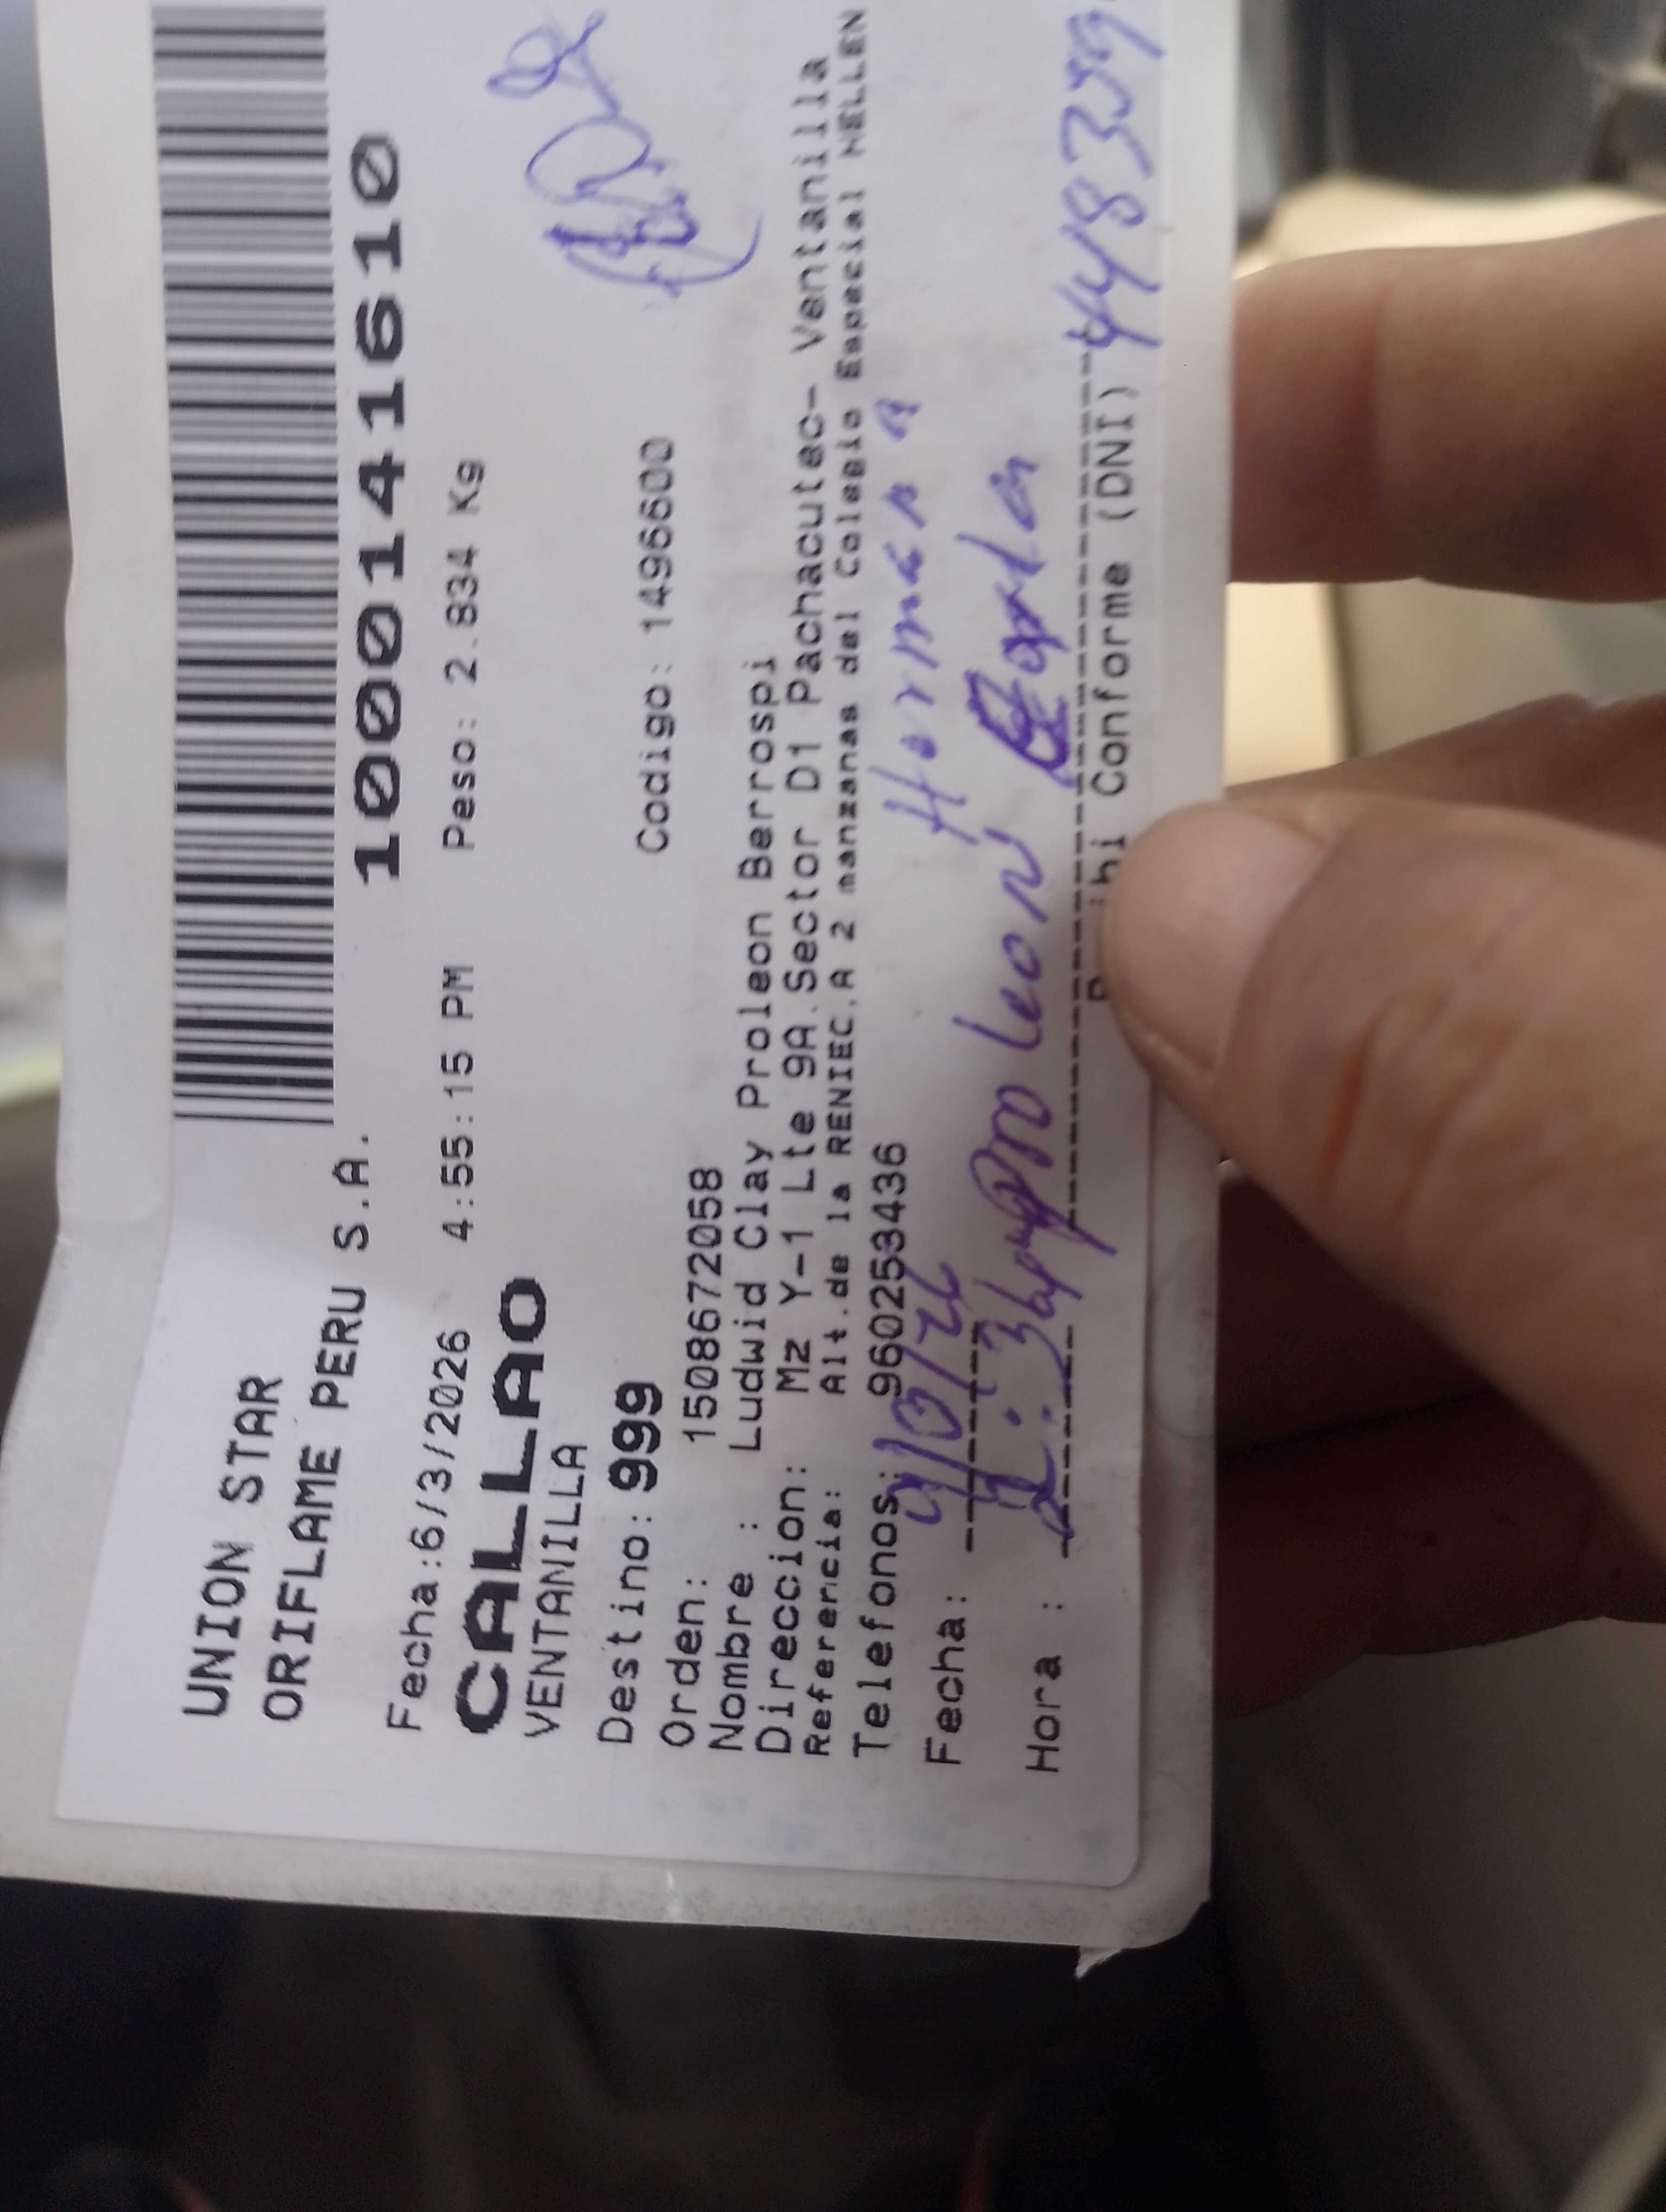 UNION STAR
ORIFLAME PERU S.A.
1000141610
Fecha:6/3/2026 4:55:15 PM Peso: 2.834 Kg
CALLAO
VENTANILLA
Destino: 999 Codigo: 1496600
Orden: 1508672058
Nombre : Ludwid Clay Proleon Berrospi
Direccion: Mz Y-1 Lte 9A.Sector D1 Pachacutec- Ventanilla
Referencia: Alt.de la RENIEC.A 2 manzanas del Colegio Especial HELLEN
Telefonos: 960253436
Hermana
Fecha:
Leon Karla
Hora :
Conforme (DNI)